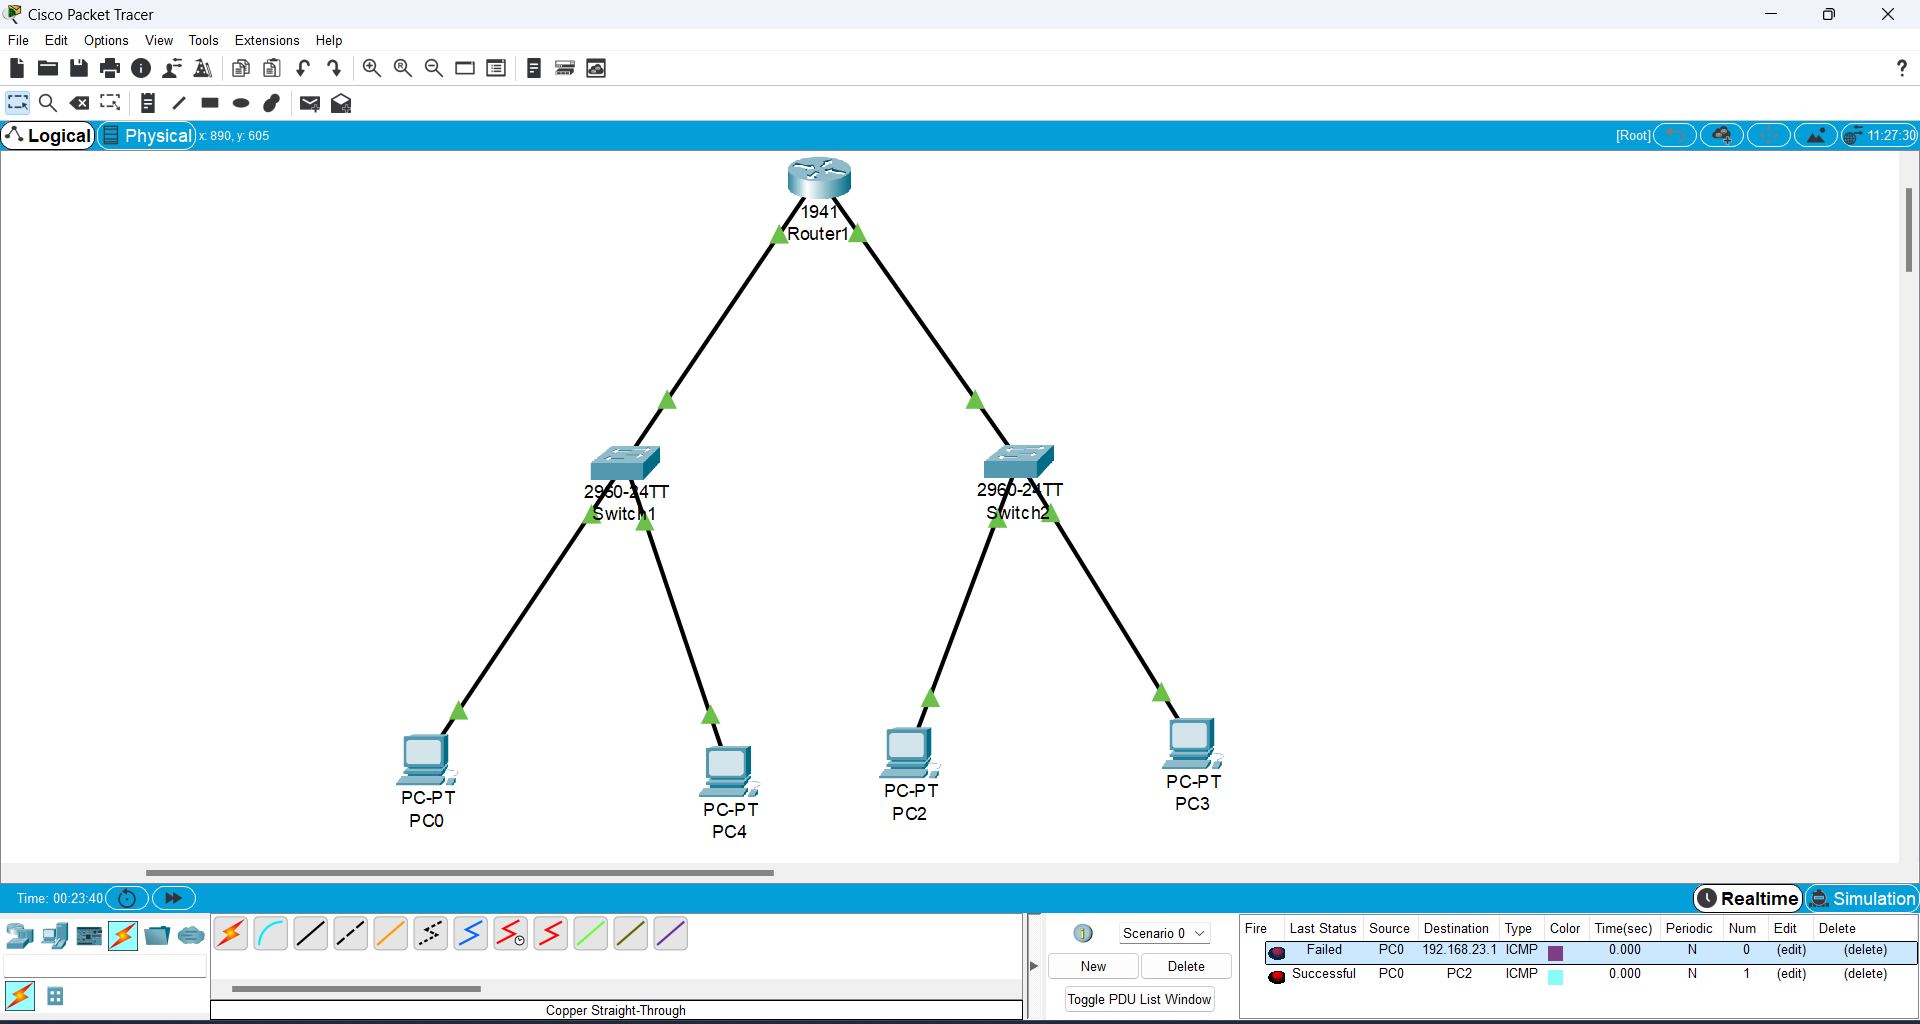 Cisco Packet Tracer
File Edit Options View Tools Extensions Help
?
Logical Physical x: 890, y: 605 [Root] 11:27:30
1941
Router1
2950-24TT
Switch1
2960-24TT
Switch2
PC-PT
PC0
PC-PT
PC4
PC-PT
PC2
PC-PT
PC3
Time: 00:23:40 Realtime Simulation
Scenario 0
New Delete
Toggle PDU List Window
Copper Straight-Through
Fire Last Status Source Destination Type Color Time(sec) Periodic Num Edit Delete
Failed PC0 192.168.23.1 ICMP 0.000 N 0 (edit) (delete)
Successful PC0 PC2 ICMP 0.000 N 1 (edit) (delete)